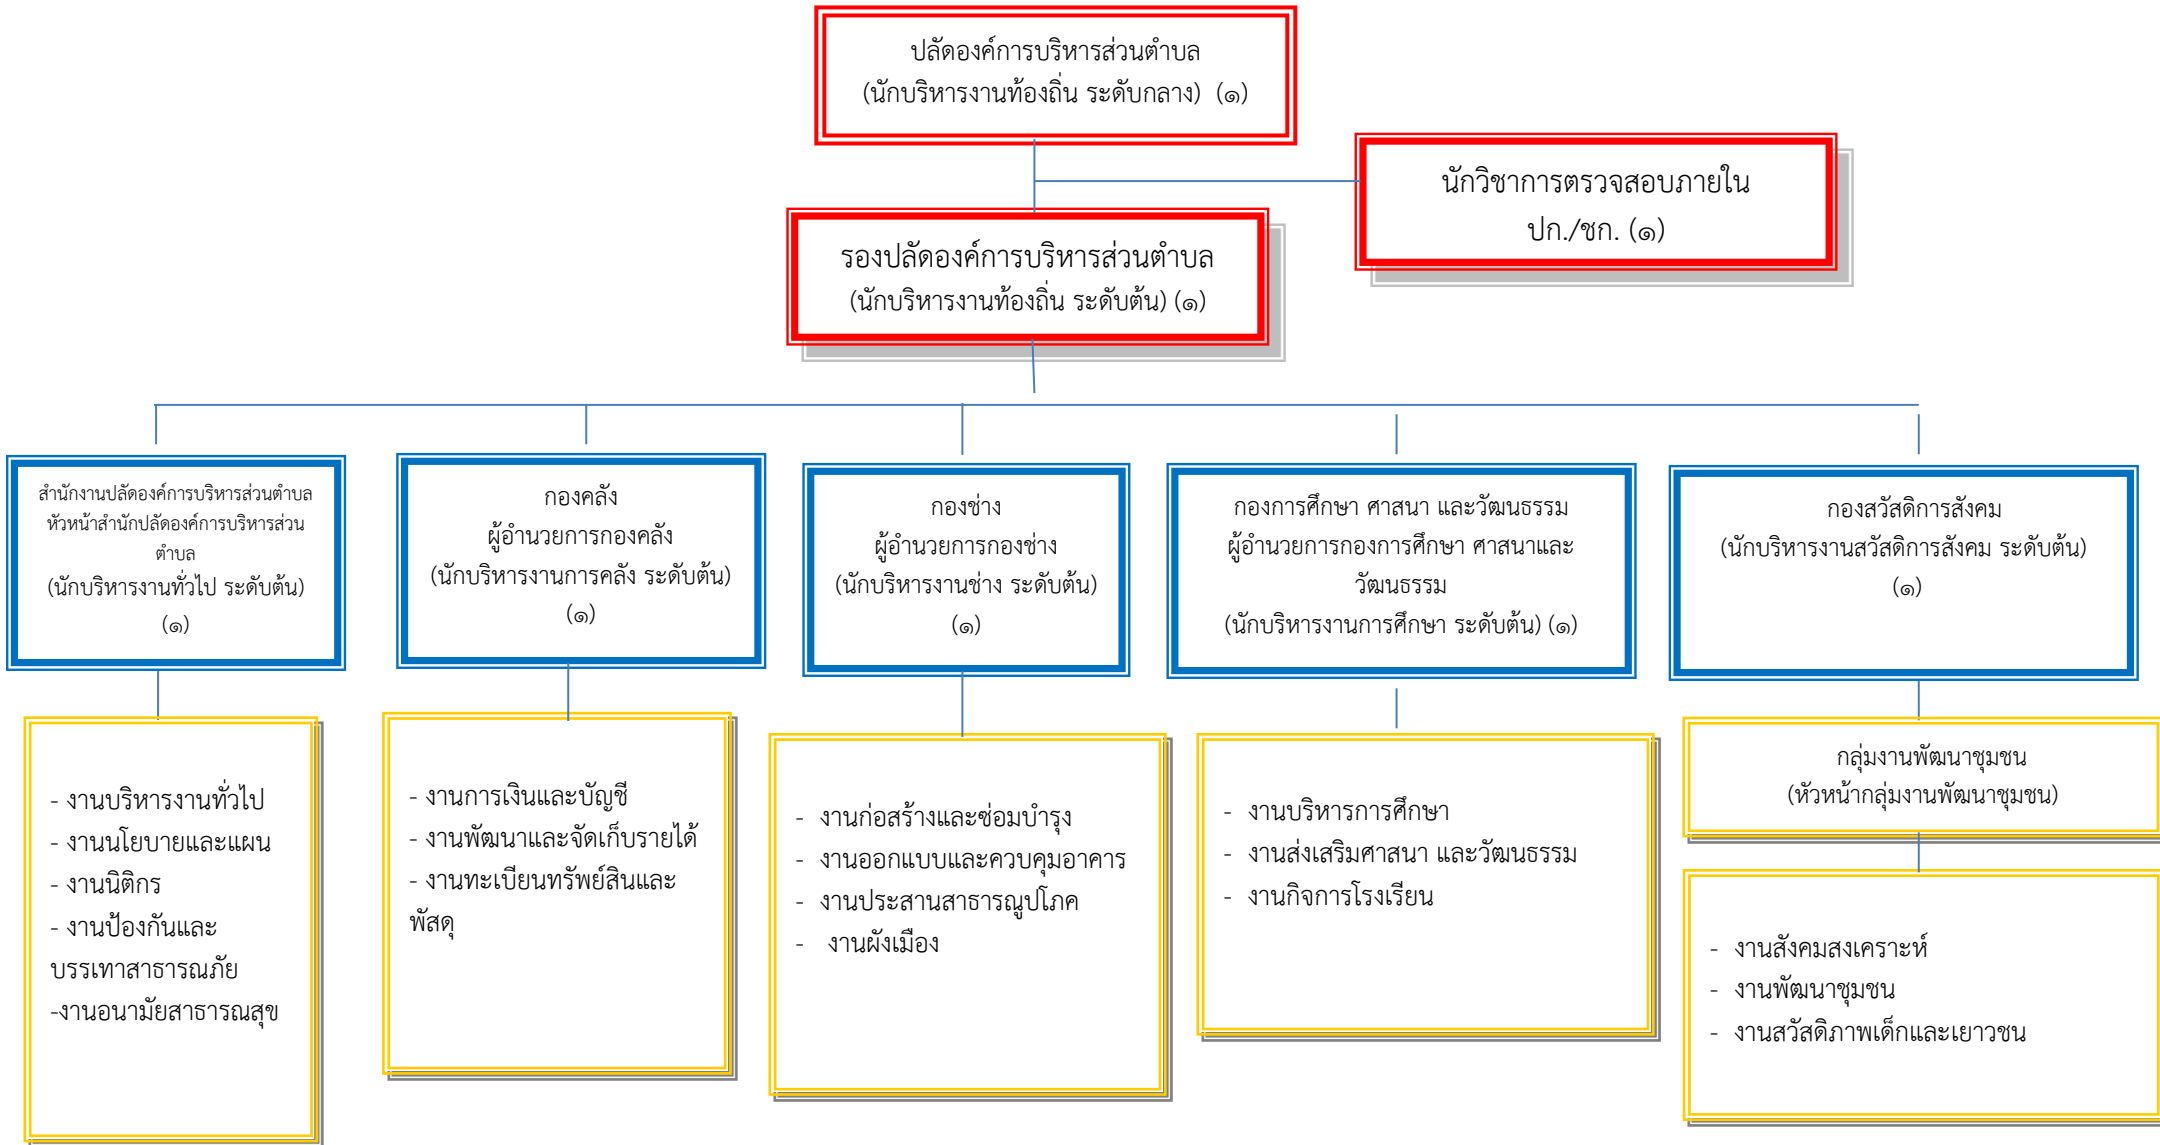 ปลัดองค์การบริหารส่วนตำบล
(นักบริหารงานท้องถิ่น ระดับกลาง) (๑)
นักวิชาการตรวจสอบภายใน
ปก./ชก. (๑)
รองปลัดองค์การบริหารส่วนตำบล
(นักบริหารงานท้องถิ่น ระดับต้น) (๑)
สำนักงานปลัดองค์การบริหารส่วนตำบล
หัวหน้าสำนักปลัดองค์การบริหารส่วน
ตำบล
(นักบริหารงานทั่วไป ระดับต้น)
(๑)
กองคลัง
ผู้อำนวยการกองคลัง
(นักบริหารงานการคลัง ระดับต้น)
(๑)
กองช่าง
ผู้อำนวยการกองช่าง
(นักบริหารงานช่าง ระดับต้น)
(๑)
กองการศึกษา ศาสนา และวัฒนธรรม
ผู้อำนวยการกองการศึกษา ศาสนาและ
วัฒนธรรม
(นักบริหารงานการศึกษา ระดับต้น) (๑)
กองสวัสดิการสังคม
(นักบริหารงานสวัสดิการสังคม ระดับต้น)
(๑)
- งานบริหารงานทั่วไป
- งานนโยบายและแผน
- งานนิติกร
- งานป้องกันและ
บรรเทาสาธารณภัย
-งานอนามัยสาธารณสุข
- งานการเงินและบัญชี
- งานพัฒนาและจัดเก็บรายได้
- งานทะเบียนทรัพย์สินและ
พัสดุ
- งานก่อสร้างและซ่อมบำรุง
- งานออกแบบและควบคุมอาคาร
- งานประสานสาธารณูปโภค
- งานผังเมือง
- งานบริหารการศึกษา
- งานส่งเสริมศาสนา และวัฒนธรรม
- งานกิจการโรงเรียน
กลุ่มงานพัฒนาชุมชน
(หัวหน้ากลุ่มงานพัฒนาชุมชน)
- งานสังคมสงเคราะห์
- งานพัฒนาชุมชน
- งานสวัสดิภาพเด็กและเยาวชน